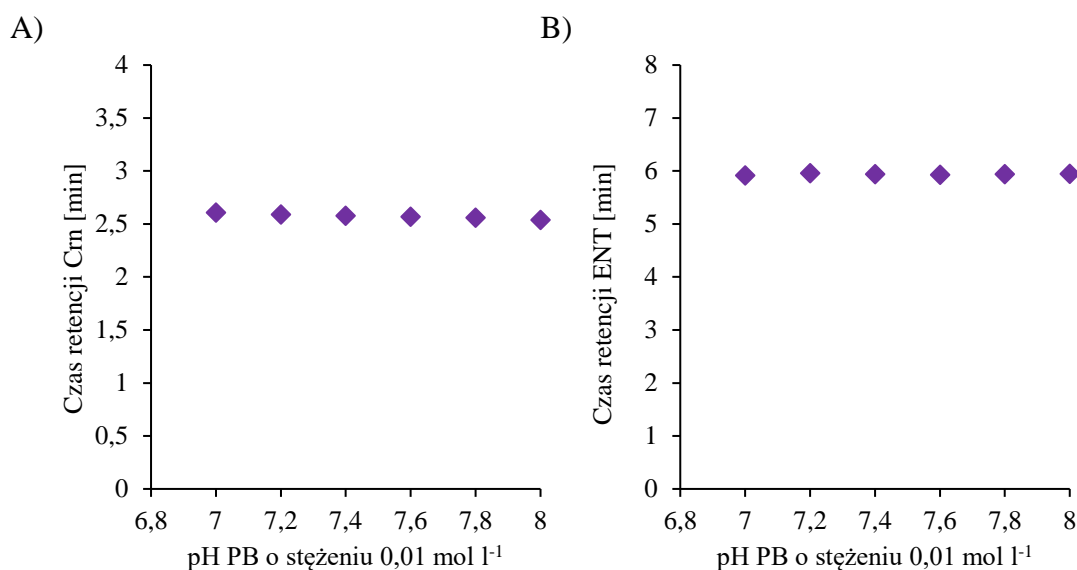 A)
Czas retencji Crn [min]
4
3,5
3
2,5
2
1,5
1
0,5
0
6,8 7 7,2 7,4 7,6 7,8 8
pH PB o stężeniu 0,01 mol l-1
B)
Czas retencji ENT [min]
8
7
6
5
4
3
2
1
0
6,8 7 7,2 7,4 7,6 7,8 8
pH PB o stężeniu 0,01 mol l-1